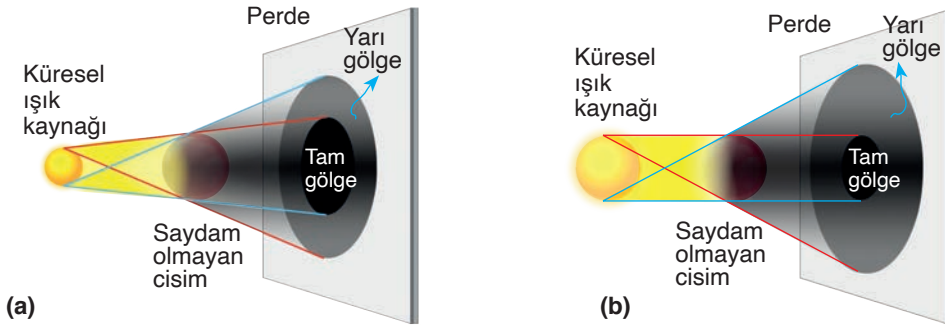 Perde
Yarı
gölge
Küresel
ışık
kaynağı
Tam
gölge
Saydam
olmayan
cisim
(a)
Perde
Yarı
gölge
Küresel
ışık
kaynağı
Tam
gölge
Saydam
olmayan
cisim
(b)